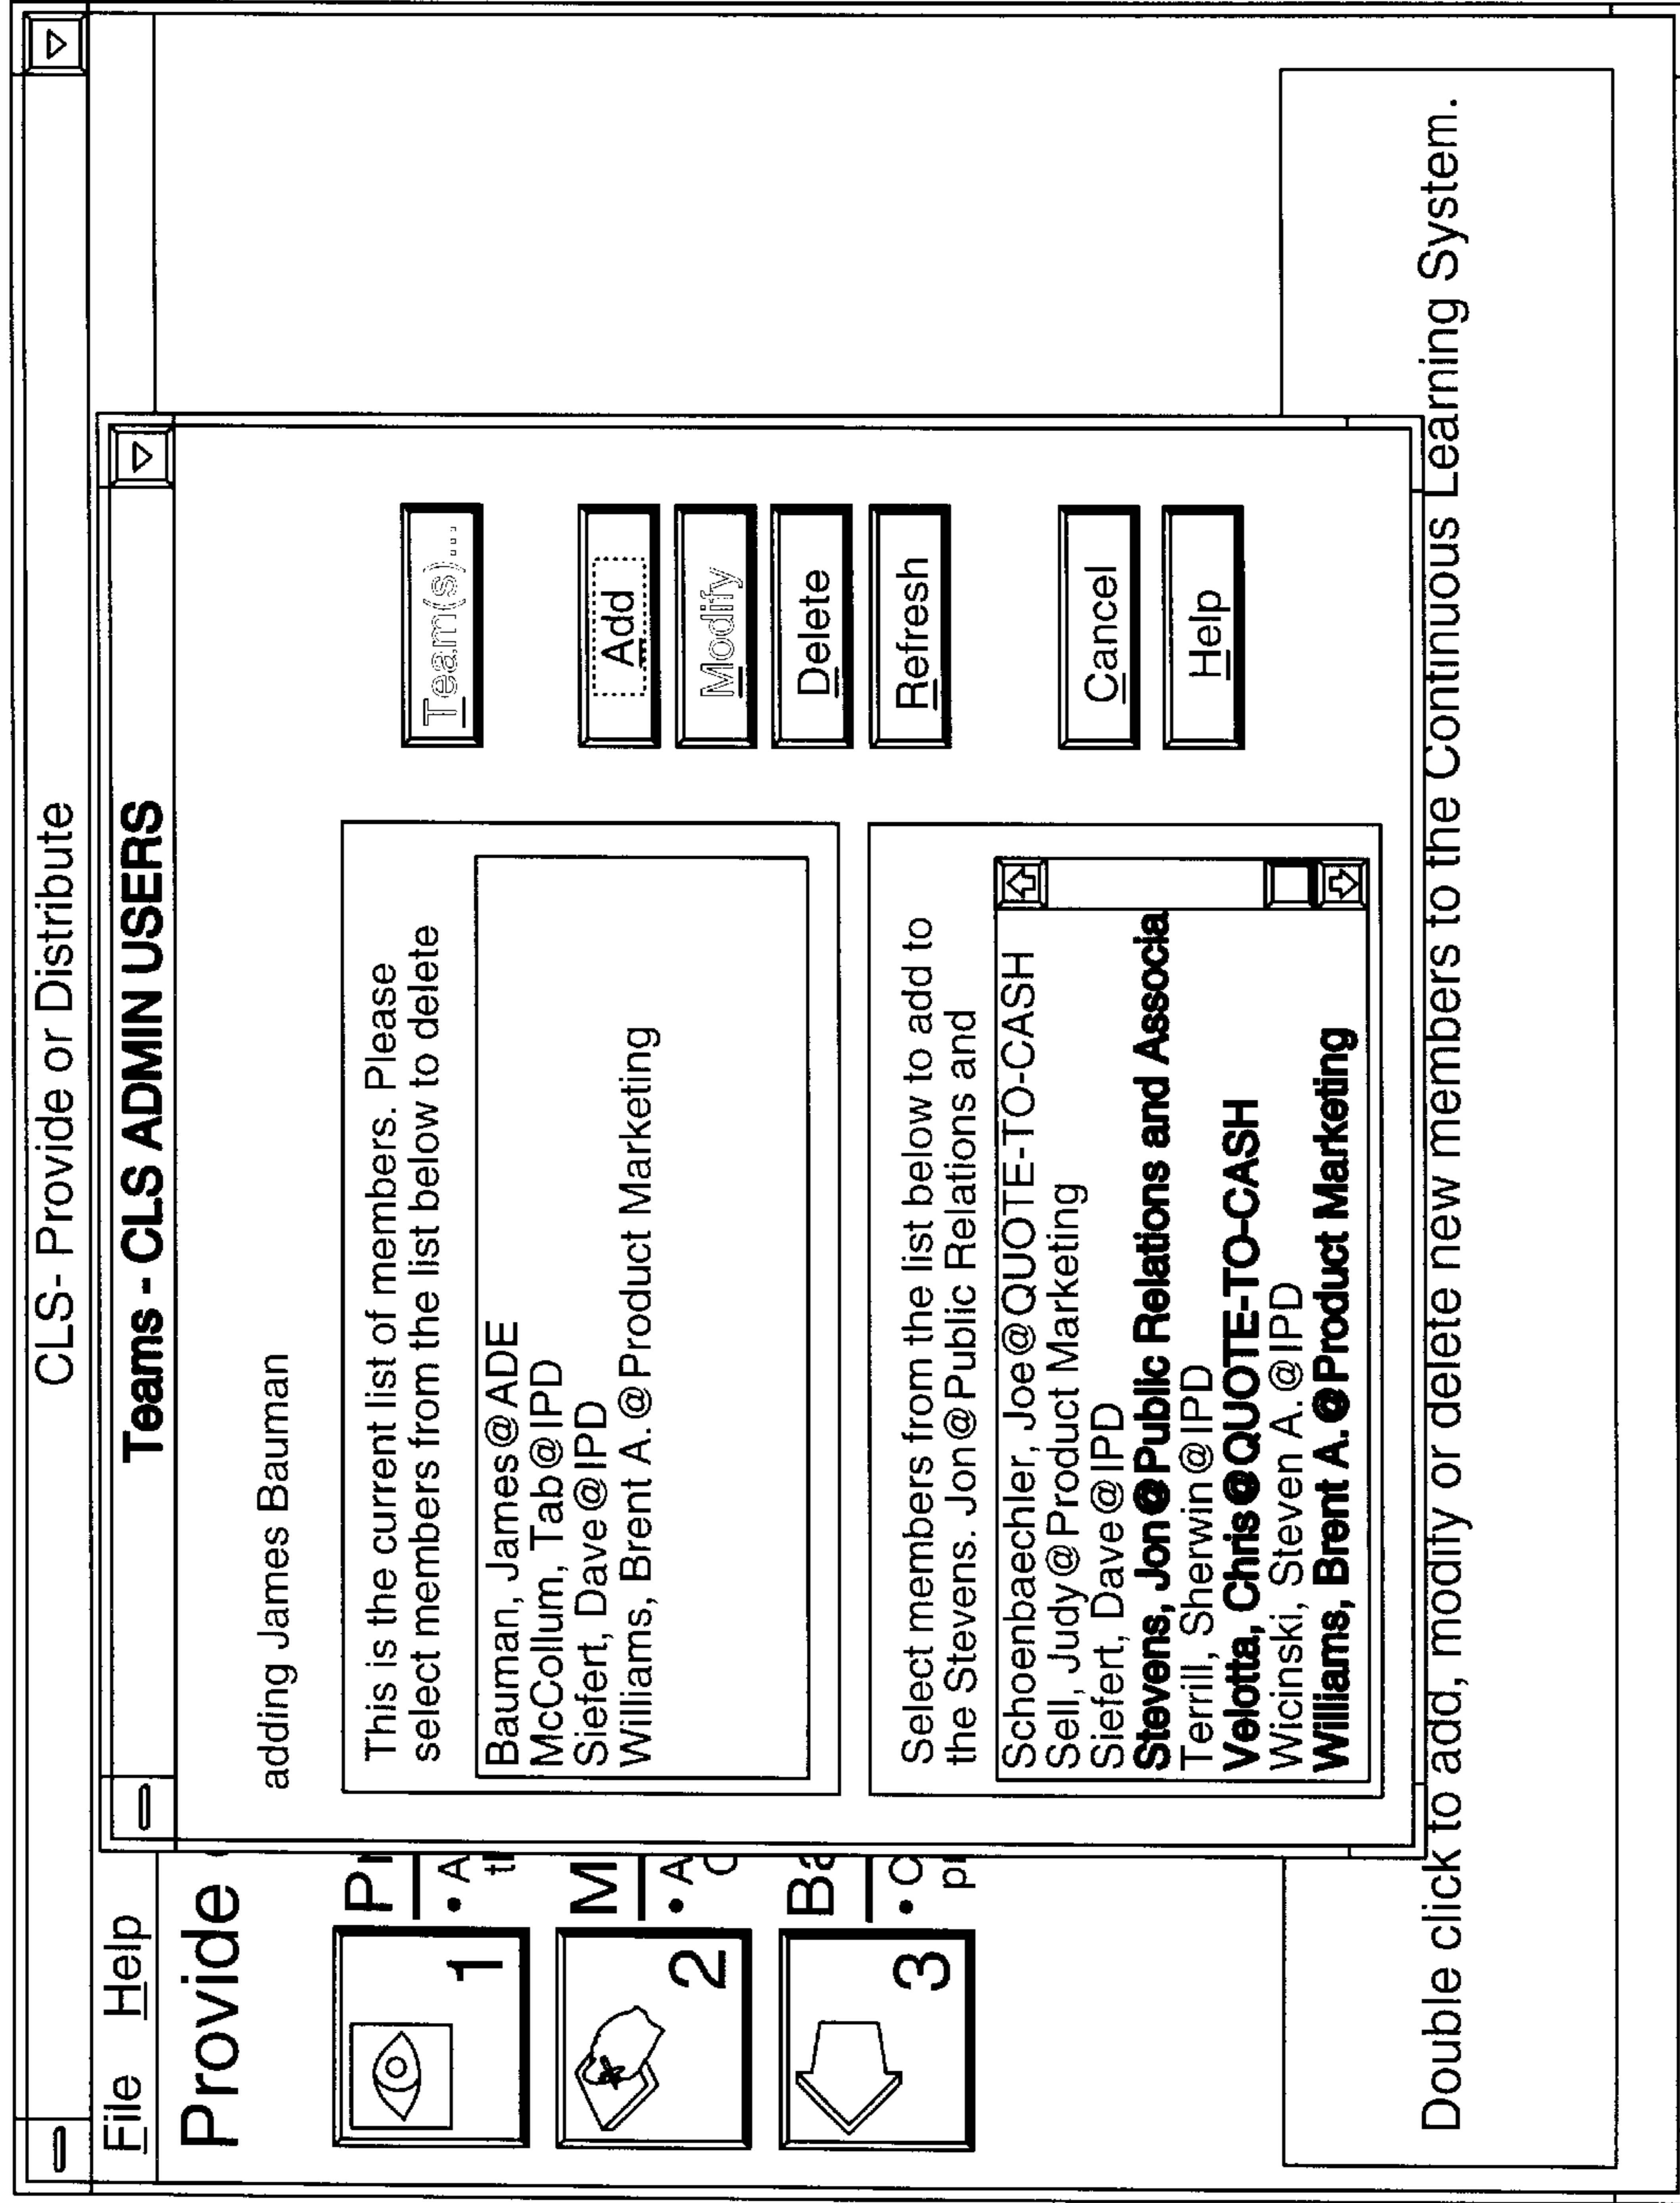 CLS- Provide or Distribute
File Help
Provide
Teams - CLS ADMIN USERS
adding James Bauman
This is the current list of members. Please
select members from the list below to delete
Bauman, James@ADE
McCollum, Tab@IPD
Siefert, Dave@IPD
Williams, Brent A.@Product Marketing
Select members from the list below to add to
the Stevens. Jon@Public Relations and
Schoenbaechler, Joe@QUOTE-TO-CASH
Sell, Judy@Product Marketing
Siefert, Dave@IPD
Stevens, Jon@Public Relations and Associa
Terrill, Sherwin@IPD
Velotta, Chris@QUOTE-TO-CASH
Wicinski, Steven A. @IPD
Williams, Brent A. @Product Marketing
Team(s)...
Add
Modify
Delete
Refresh
Cancel
Help
1
Pr
• A
2
M
• A
3
Ba
• C
Double click to add, modify or delete new members to the Continuous Learning System.